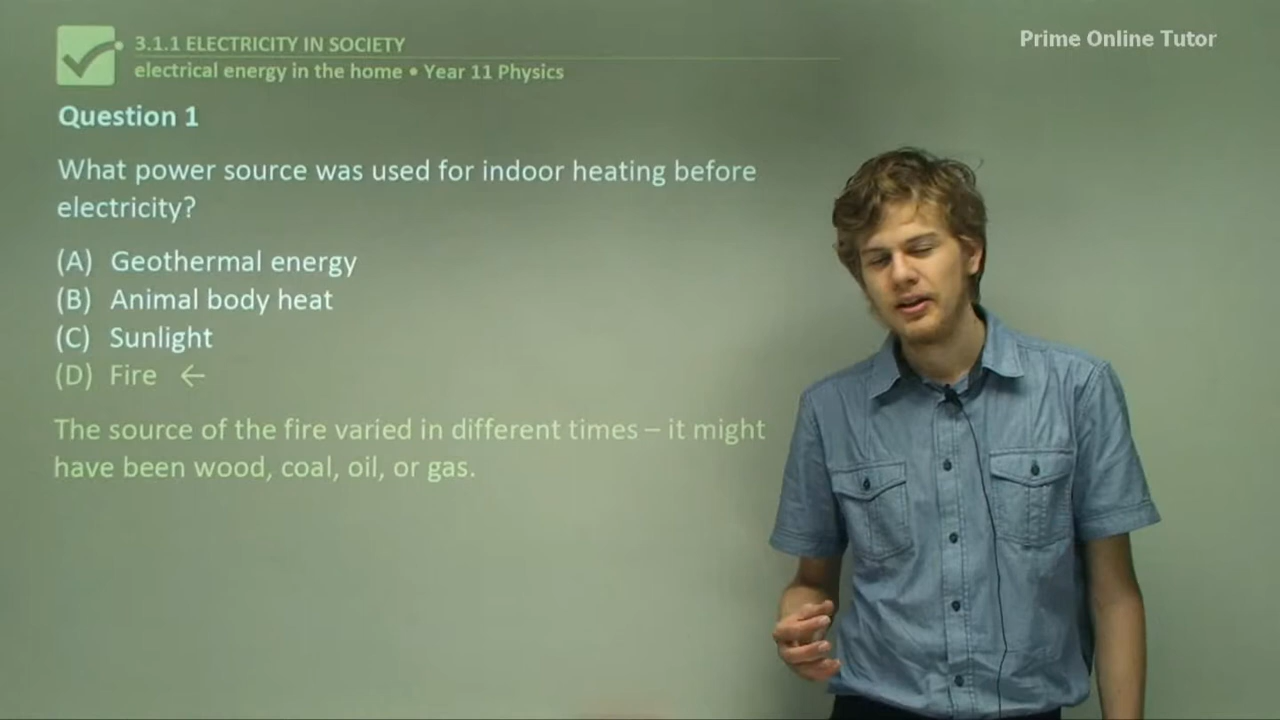 3.1.1 ELECTRICITY IN SOCIETY
electrical energy in the home • Year 11 Physics
Prime Online Tutor
Question 1
What power source was used for indoor heating before
electricity?
(A) Geothermal energy
(B) Animal body heat
(C) Sunlight
(D) Fire ←
The source of the fire varied in different times – it might
have been wood, coal, oil, or gas.